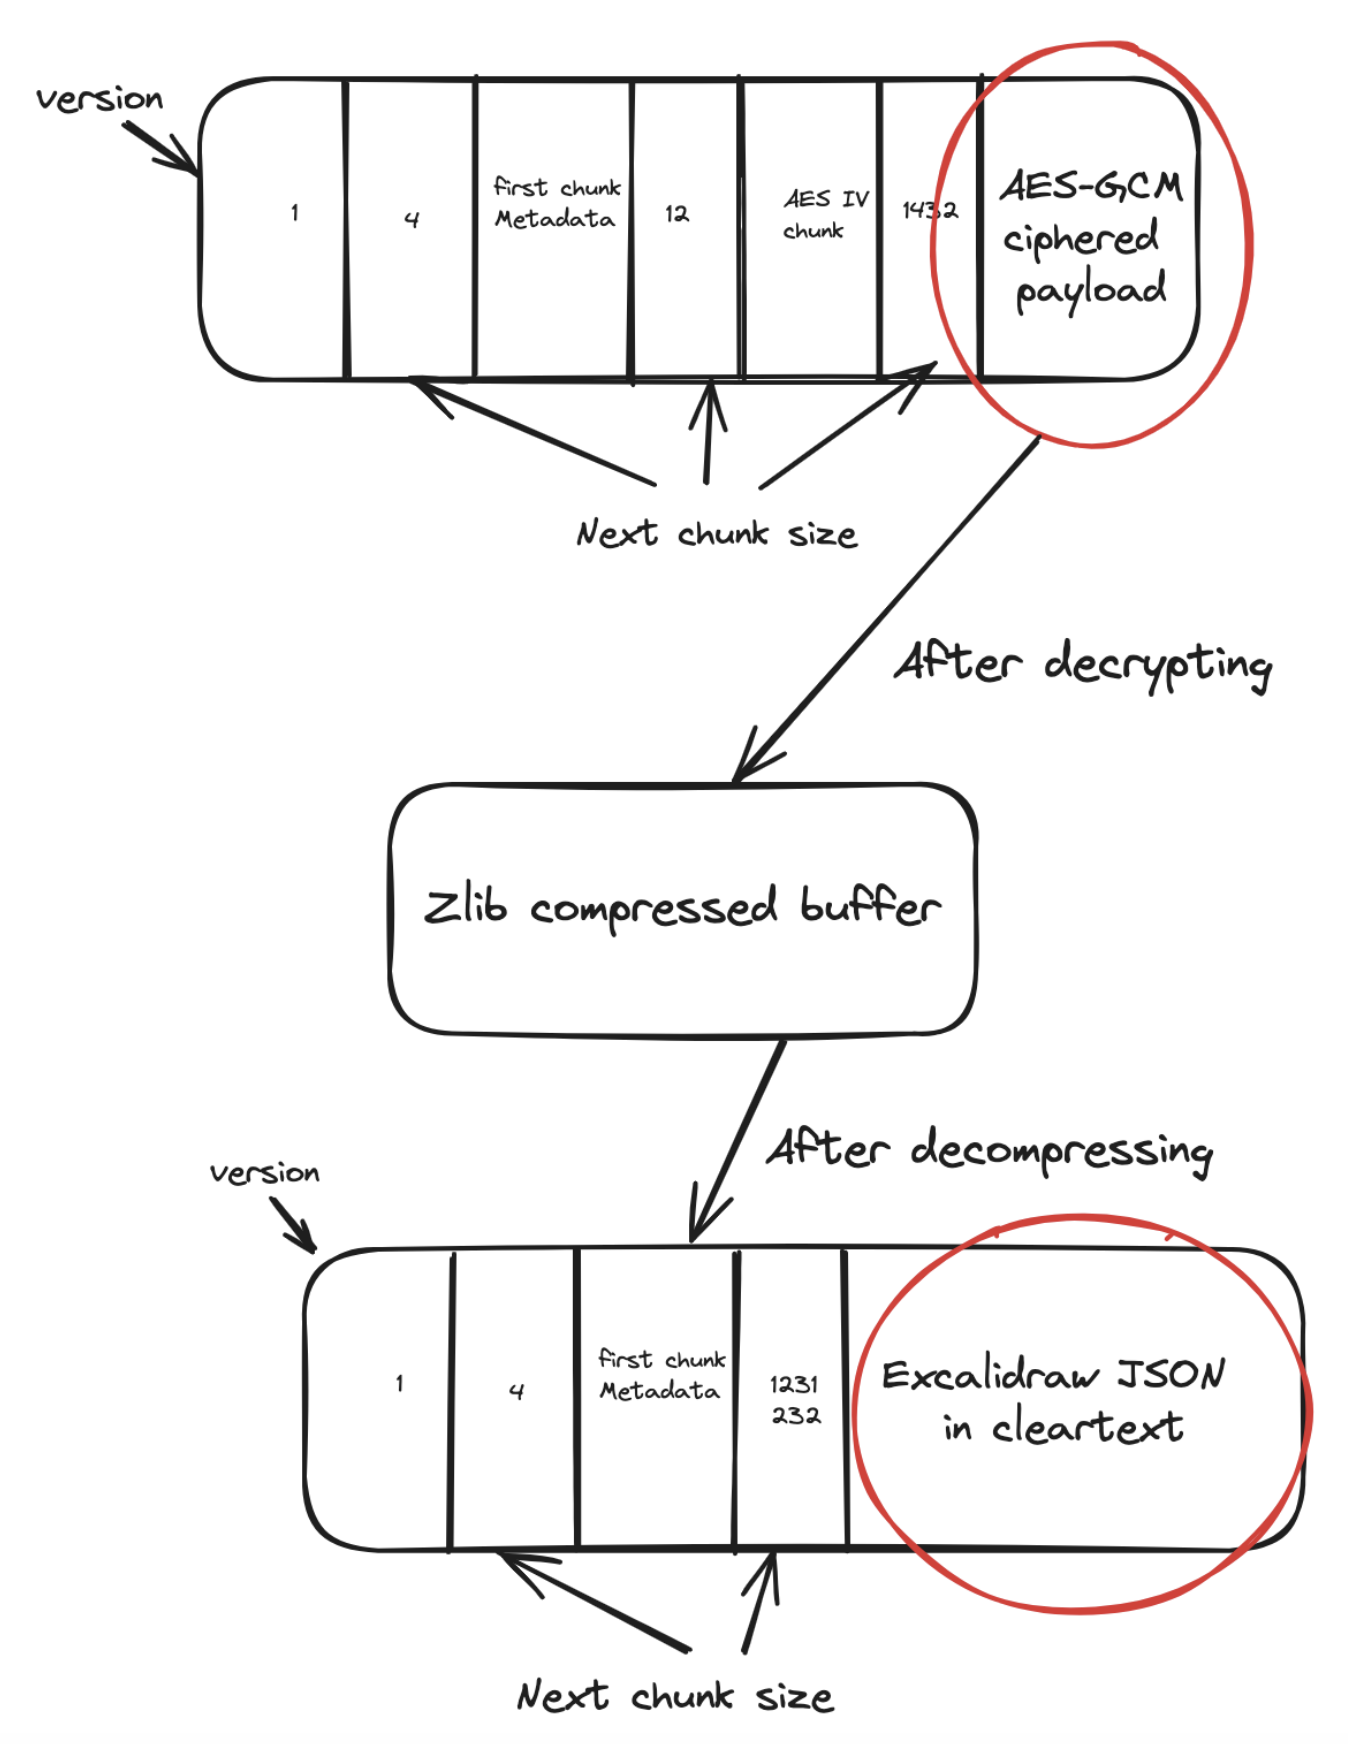 version
1
4
first chunk
Metadata
12
AES IV
chunk
1432
AES-GCM
ciphered
payload
Next chunk size
After decrypting
Zlib compressed buffer
After decompressing
version
1
4
first chunk
Metadata
1231
232
Excalidraw JSON
in cleartext
Next chunk size